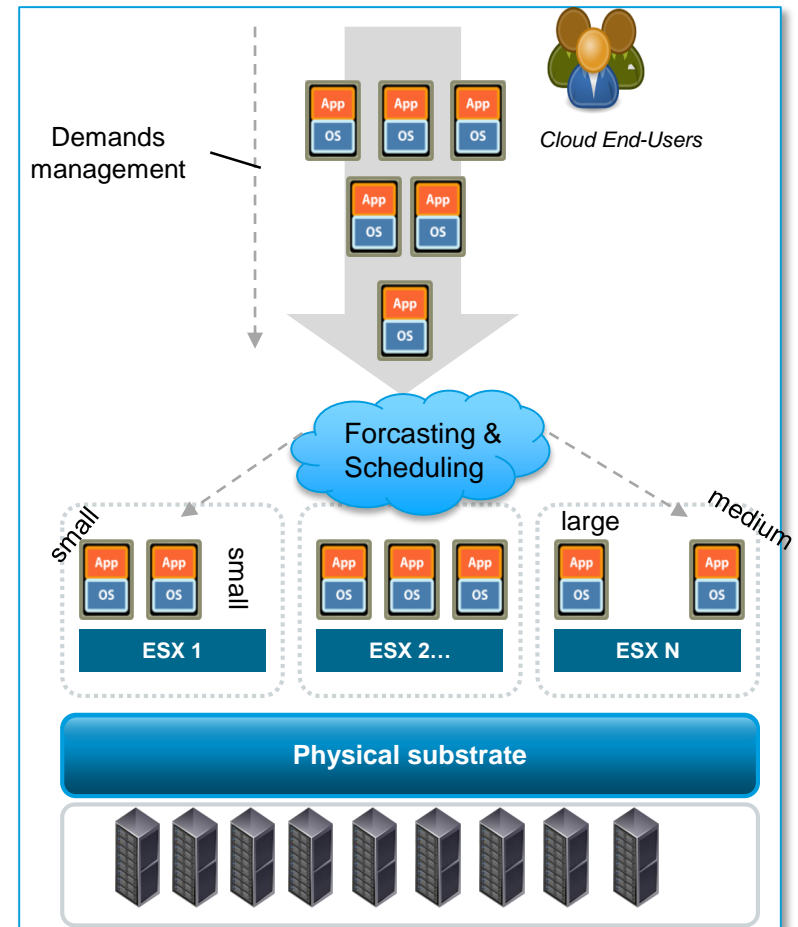 App
OS
App
OS
App
OS
Cloud End-Users
Demands
management
App
OS
App
OS
App
OS
Forcasting &
Scheduling
small
small
large
medium
App
OS
App
OS
App
OS
App
OS
App
OS
App
OS
App
OS
ESX 1
ESX 2…
ESX N
Physical substrate